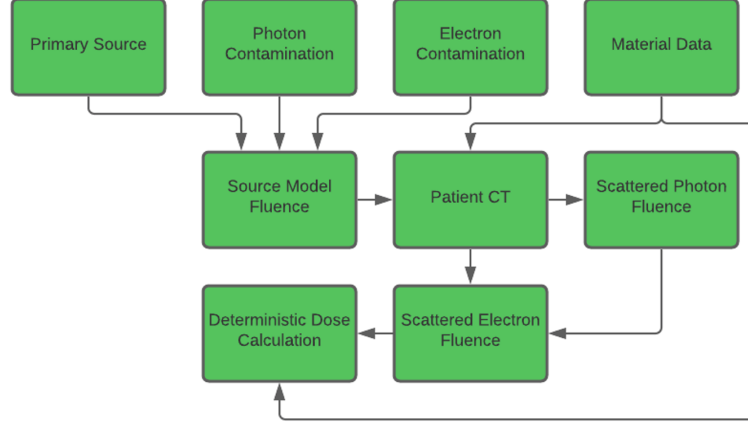 Primary Source
Photon
Contamination
Electron
Contamination
Material Data
Source Model
Fluence
Patient CT
Scattered Photon
Fluence
Deterministic Dose
Calculation
Scattered Electron
Fluence